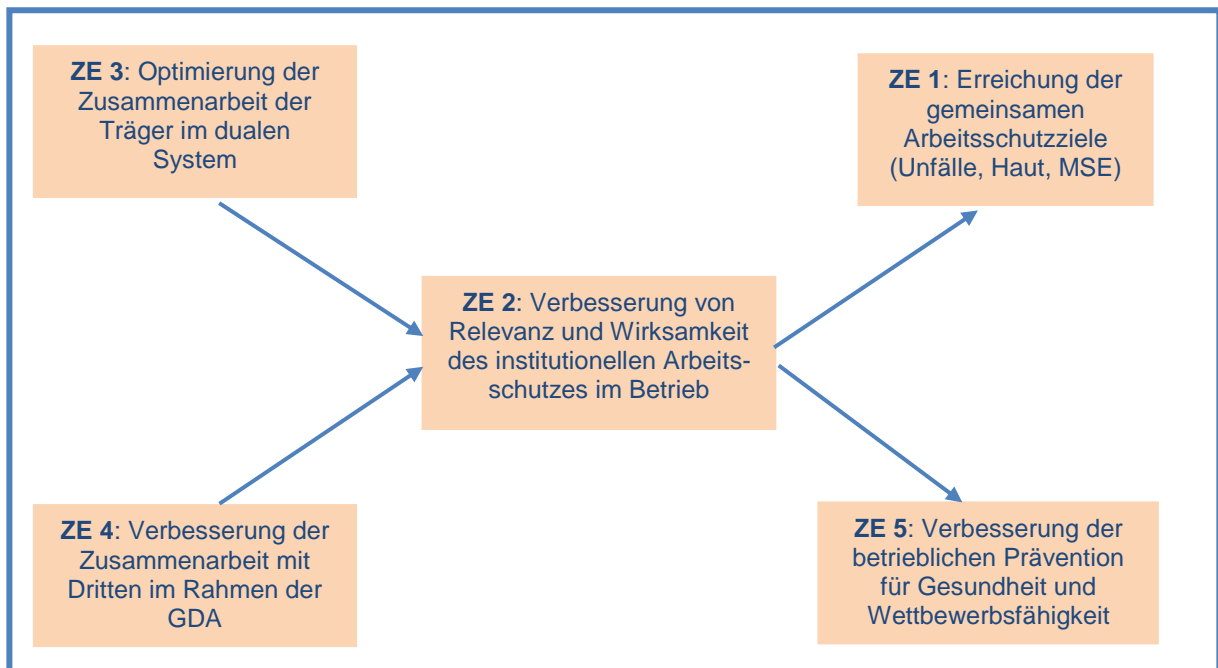 ZE 3: Optimierung der
Zusammenarbeit der
Träger im dualen
System
ZE 1: Erreichung der
gemeinsamen
Arbeitsschutzziele
(Unfälle, Haut, MSE)
ZE 2: Verbesserung von
Relevanz und Wirksamkeit
des institutionellen Arbeits-
schutzes im Betrieb
ZE 4: Verbesserung der
Zusammenarbeit mit
Dritten im Rahmen der
GDA
ZE 5: Verbesserung der
betrieblichen Prävention
für Gesundheit und
Wettbewerbsfähigkeit